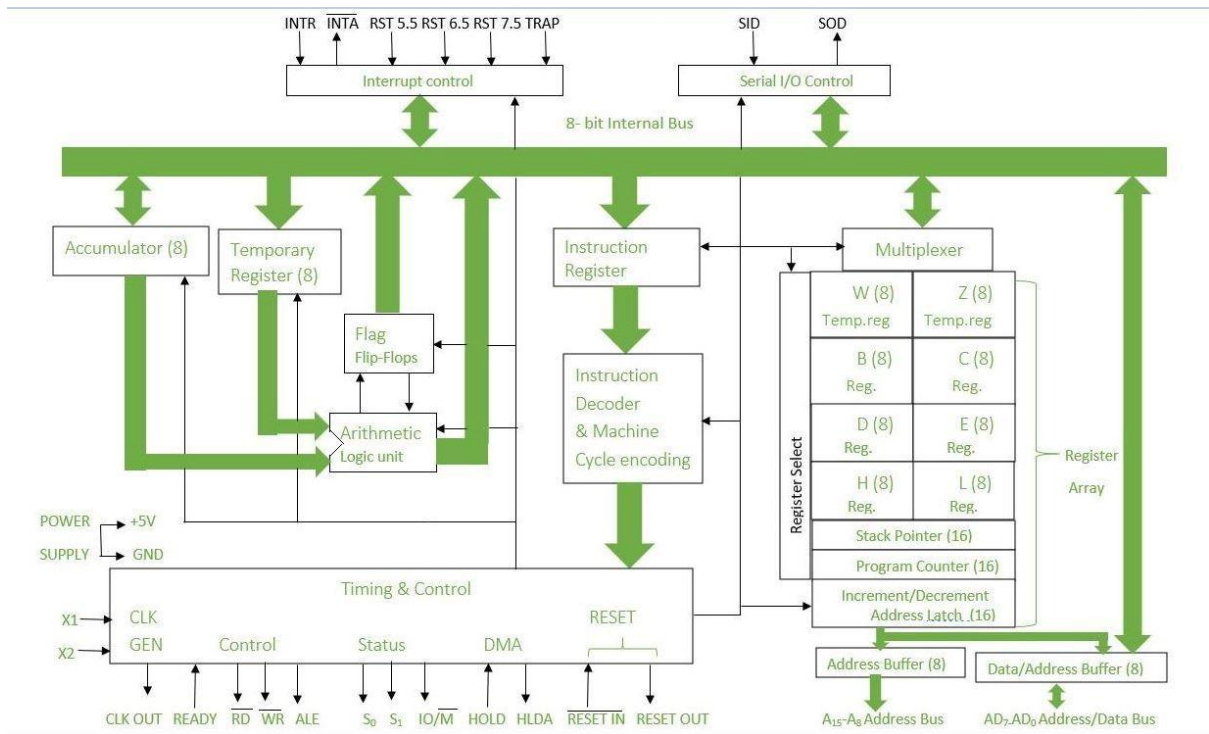 INTR INTA RST 5.5 RST 6.5 RST 7.5 TRAP
SID SOD
Interrupt control
Serial I/O Control
8- bit Internal Bus
Accumulator (8)
Temporary
Register (8)
Instruction
Register
Multiplexer
Flag
Flip-Flops
Arithmetic
Logic unit
Instruction
Decoder
& Machine
Cycle encoding
Register Select
W (8)
Temp.reg
Z (8)
Temp.reg
B (8)
Reg.
C (8)
Reg.
D (8)
Reg.
E (8)
Reg.
H (8)
Reg.
L (8)
Reg.
Stack Pointer (16)
Program Counter (16)
Increment/Decrement
Address Latch (16)
Register
Array
POWER +5V
SUPPLY GND
Timing & Control
X1 CLK
X2 GEN
Control
Status
DMA
RESET
CLK OUT READY RD WR ALE S0 S1 IO/M HOLD HLDA RESET IN RESET OUT
Address Buffer (8)
Data/Address Buffer (8)
A15-A8 Address Bus
AD7-AD0 Address/Data Bus